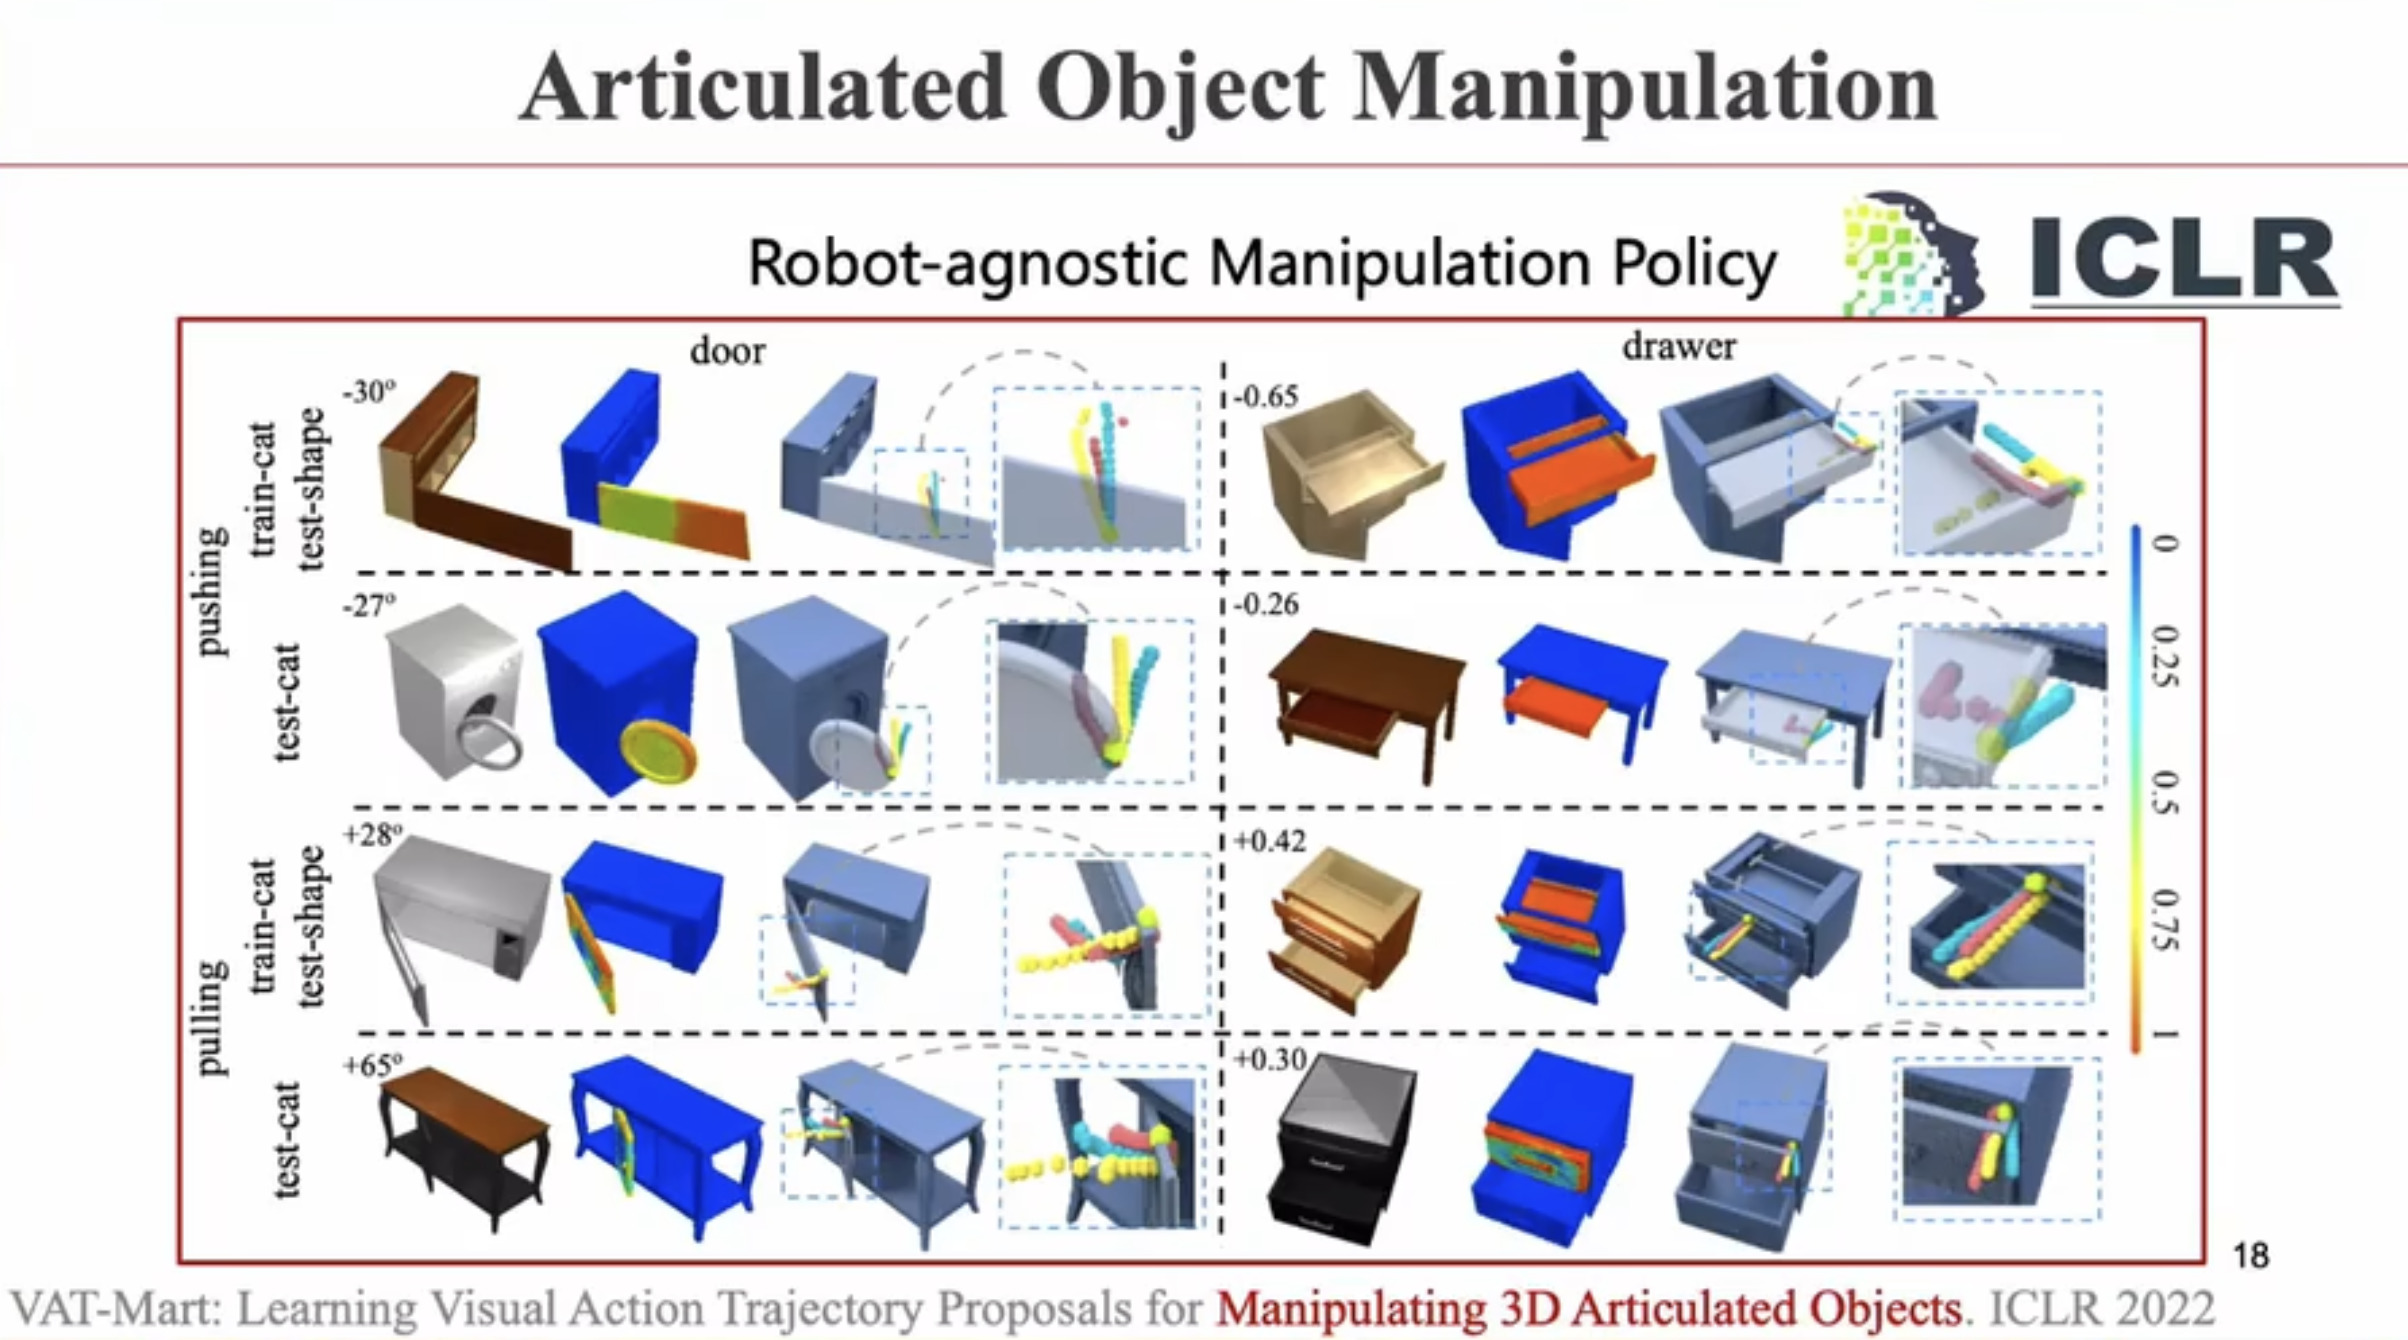 Articulated Object Manipulation
Robot-agnostic Manipulation Policy
ICLR
door
drawer
pushing
train-cat
test-shape
-30°
-0.65
test-cat
-27°
-0.26
pulling
train-cat
test-shape
+28°
+0.42
test-cat
+65°
+0.30
0
0.25
0.5
0.75
1
18
VAT-Mart: Learning Visual Action Trajectory Proposals for Manipulating 3D Articulated Objects. ICLR 2022